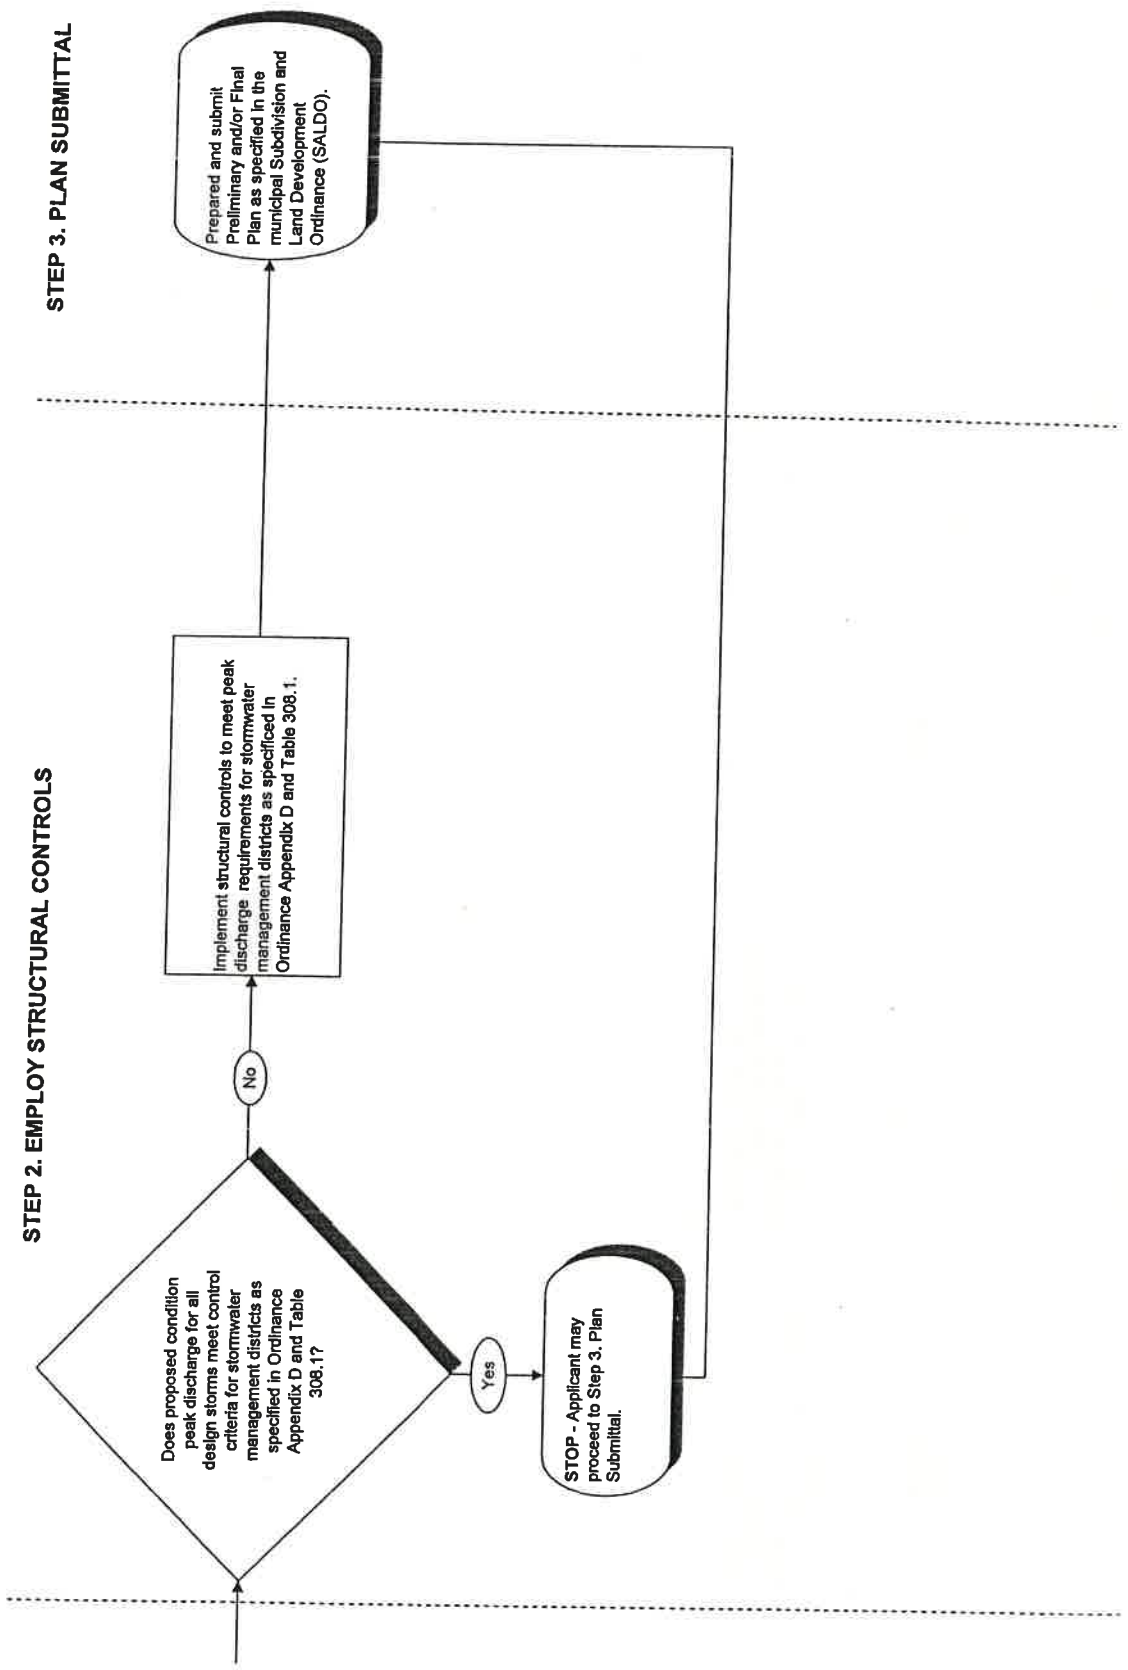 STEP 2. EMPLOY STRUCTURAL CONTROLS
Does proposed condition
peak discharge for all
design storms meet control
criteria for stormwater
management districts as
specified in Ordinance
Appendix D and Table
308.1?
No
Yes
STOP - Applicant may
proceed to Step 3. Plan
Submittal.
Implement structural controls to meet peak
discharge requirements for stormwater
management districts as specificed in
Ordinance Appendix D and Table 308.1.
STEP 3. PLAN SUBMITTAL
Prepared and submit
Preliminary and/or Final
Plan as specified in the
municipal Subdivision and
Land Development
Ordinance (SALDO).